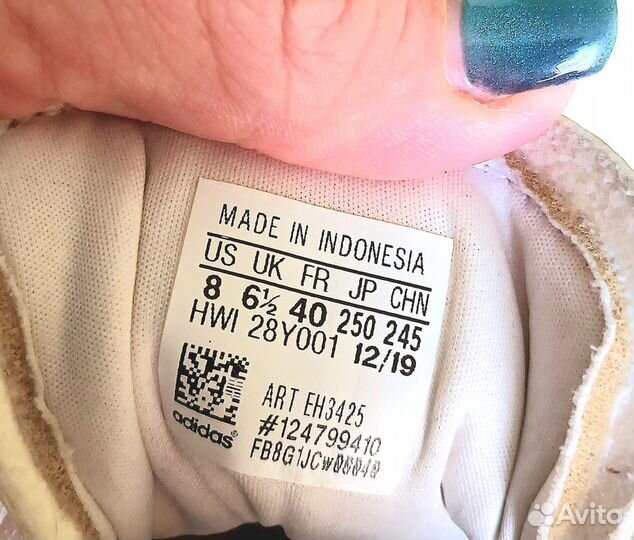 MADE IN INDONESIA
US UK FR JP CHN
8 6½ 40 250 245
HWI 28Y001 12/19
ART EH3425
#124799410
adidas®
Avito